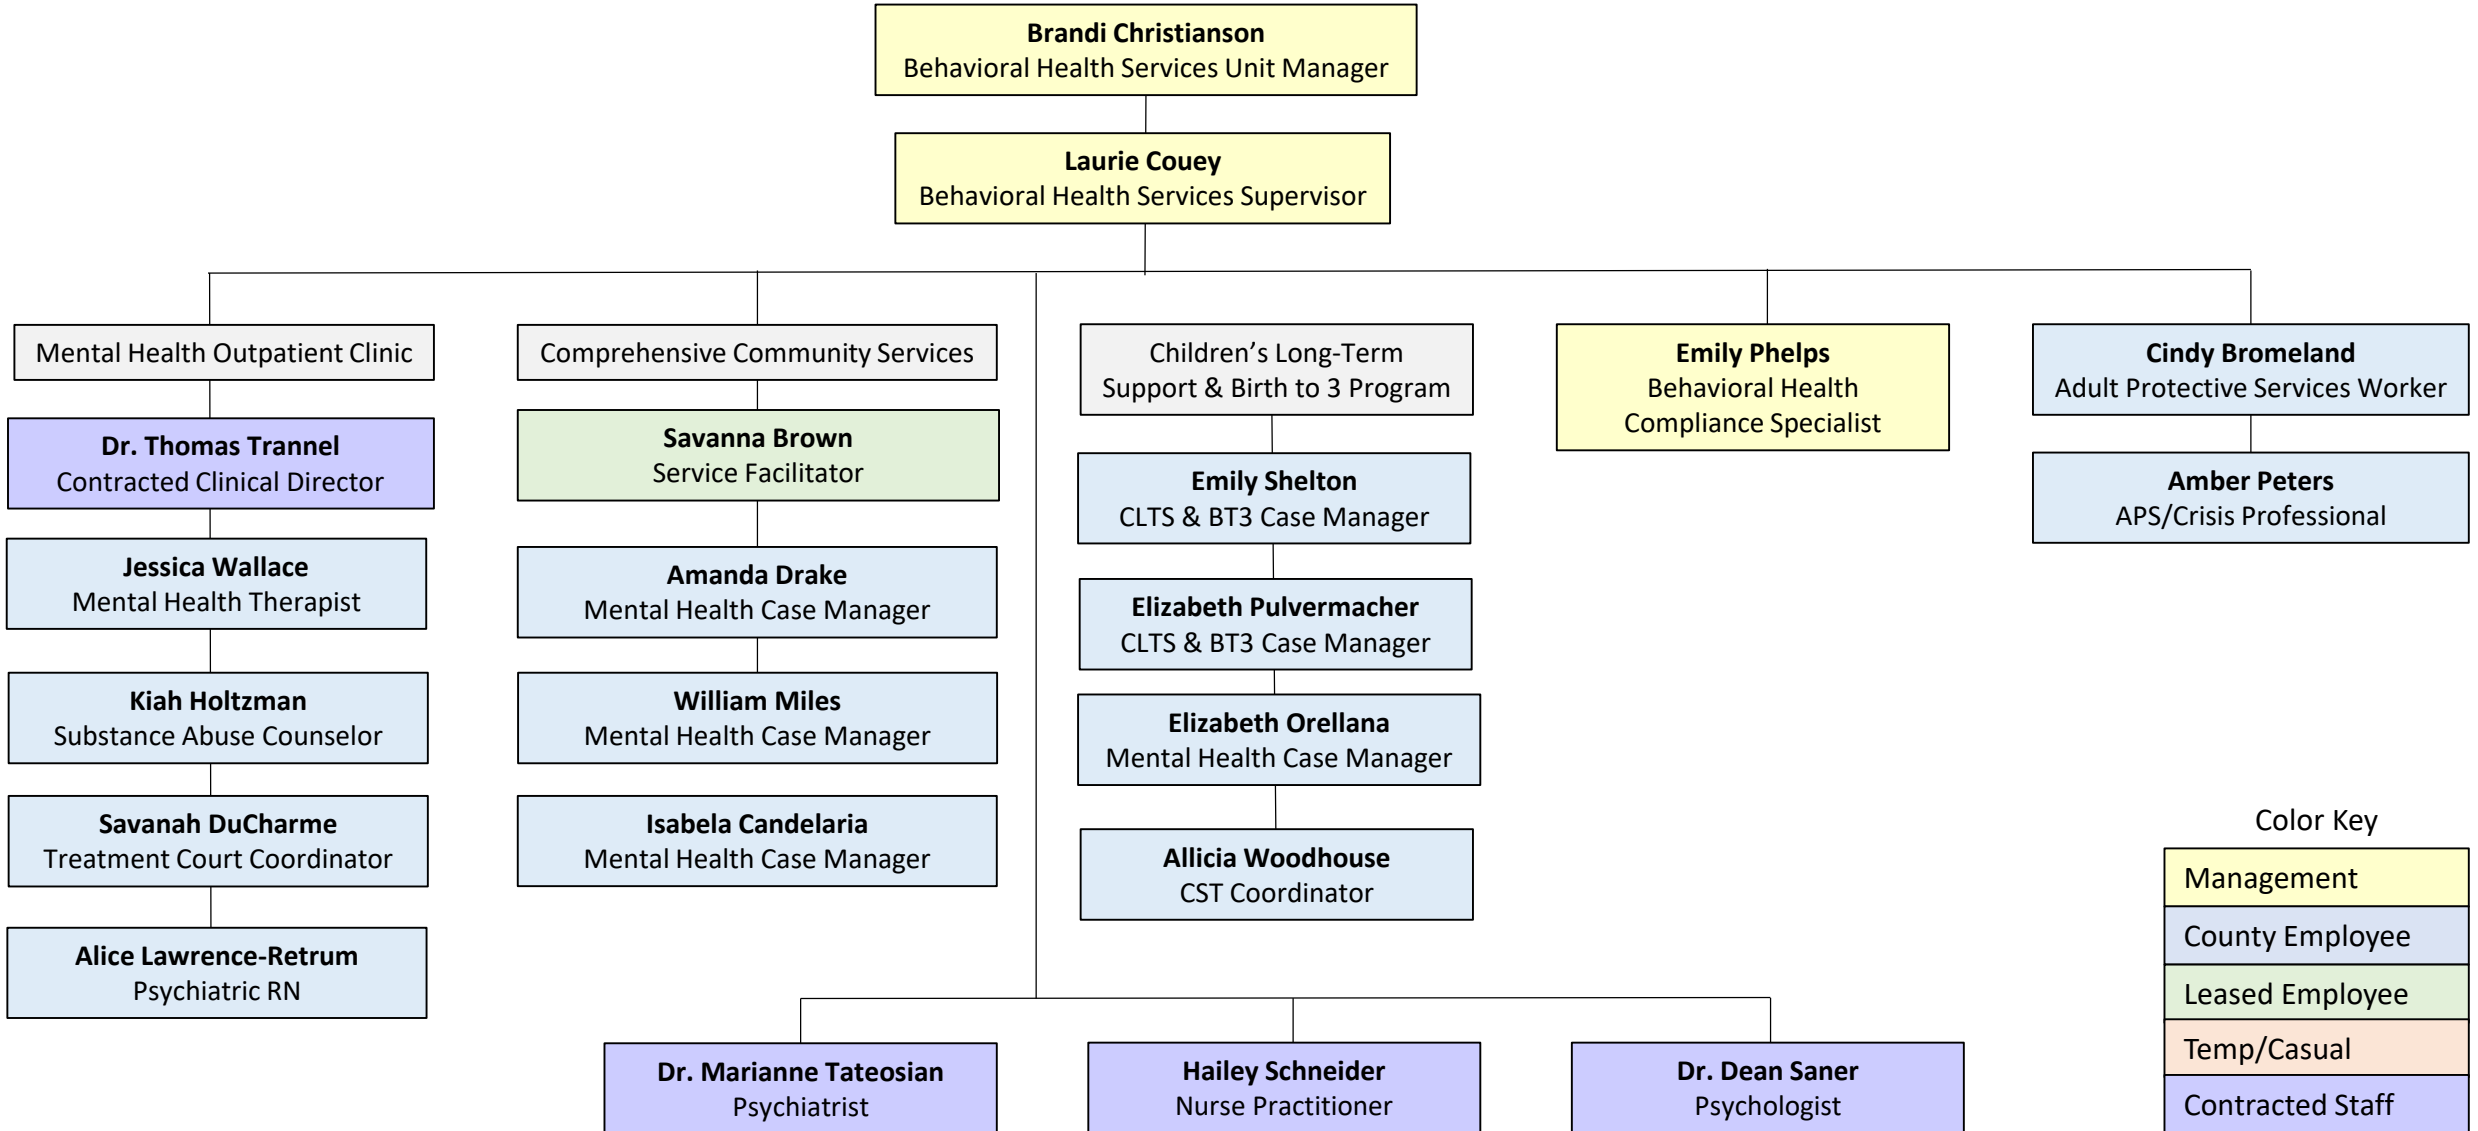 Brandi Christianson
Behavioral Health Services Unit Manager
Laurie Couey
Behavioral Health Services Supervisor
Mental Health Outpatient Clinic
Dr. Thomas Trannel
Contracted Clinical Director
Jessica Wallace
Mental Health Therapist
Kiah Holtzman
Substance Abuse Counselor
Savanah DuCharme
Treatment Court Coordinator
Alice Lawrence-Retrum
Psychiatric RN
Comprehensive Community Services
Savanna Brown
Service Facilitator
Amanda Drake
Mental Health Case Manager
William Miles
Mental Health Case Manager
Isabela Candelaria
Mental Health Case Manager
Children’s Long-Term
Support & Birth to 3 Program
Emily Shelton
CLTS & BT3 Case Manager
Elizabeth Pulvermacher
CLTS & BT3 Case Manager
Elizabeth Orellana
Mental Health Case Manager
Allicia Woodhouse
CST Coordinator
Emily Phelps
Behavioral Health
Compliance Specialist
Cindy Bromeland
Adult Protective Services Worker
Amber Peters
APS/Crisis Professional
Dr. Marianne Tateosian
Psychiatrist
Hailey Schneider
Nurse Practitioner
Dr. Dean Saner
Psychologist
Color Key
Management
County Employee
Leased Employee
Temp/Casual
Contracted Staff